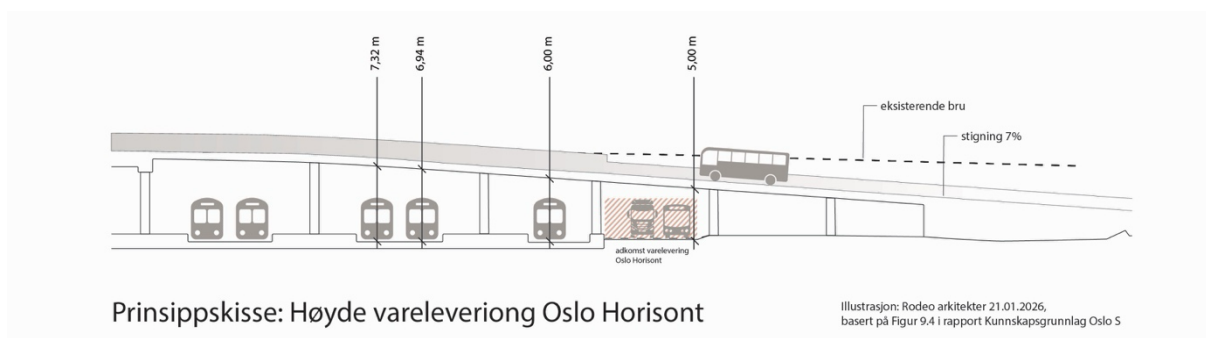 7,32 m
6,94 m
6,00 m
5,00 m
eksisterende bru
stigning 7%
adkomst varelevering
Oslo Horisont
Prinsippskisse: Høyde vareleveriong Oslo Horisont
Illustrasjon: Rodeo arkitekter 21.01.2026,
basert på Figur 9.4 i rapport Kunnskapsgrunnlag Oslo S